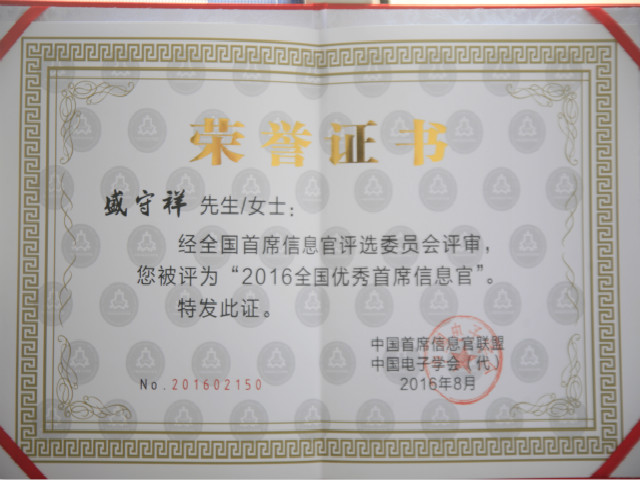 荣誉证书
盛守祥 先生/女士：
经全国首席信息官评选委员会评审，
您被评为“2016全国优秀首席信息官”。
特发此证。
中国首席信息官联盟
中国电子学会（代）
2016年8月
No.201602150